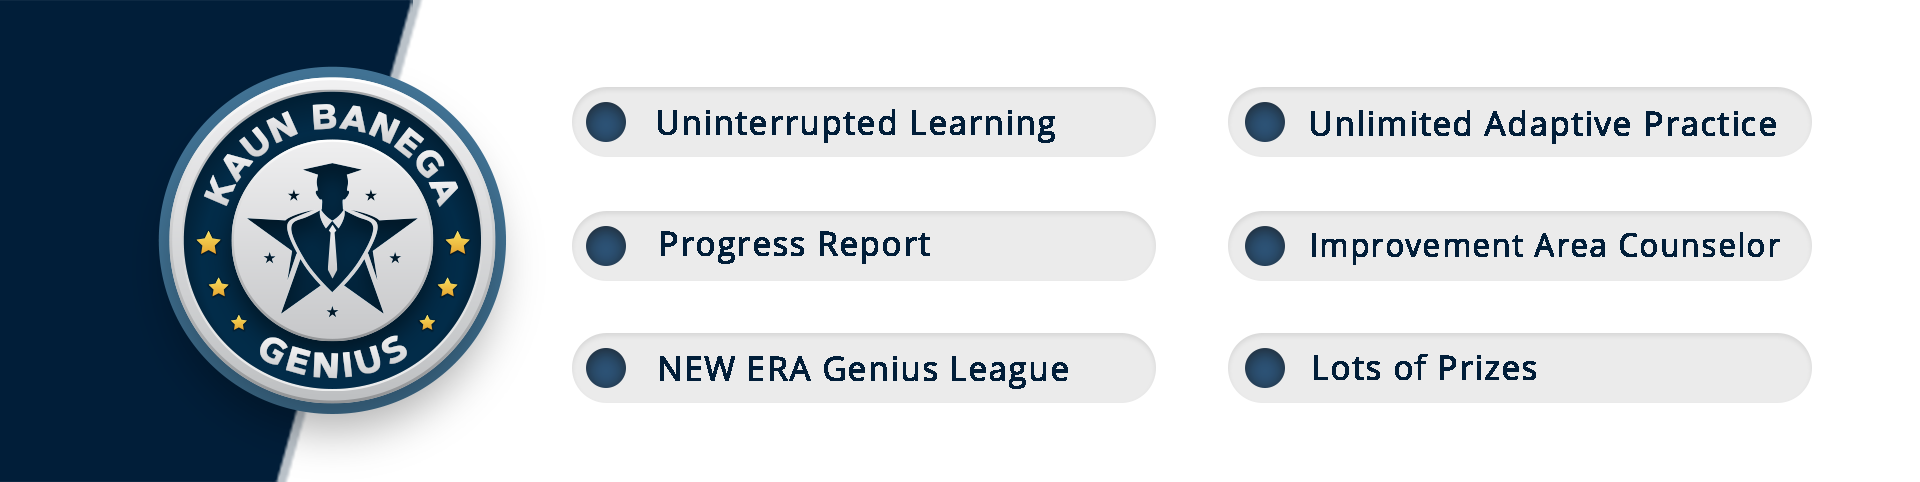 KAUN BANEGA
GENIUS
Uninterrupted Learning
Unlimited Adaptive Practice
Progress Report
Improvement Area Counselor
NEW ERA Genius League
Lots of Prizes